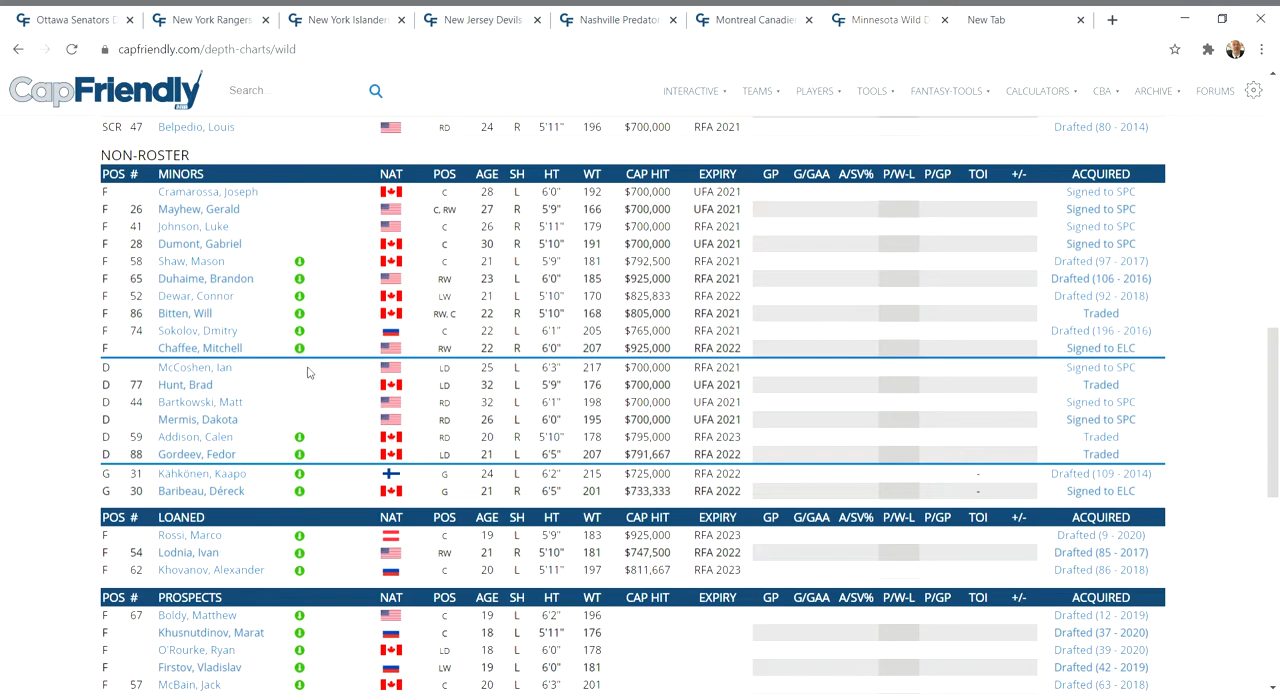 Ottawa Senators D × New York Rangers × New York Islander × New Jersey Devils × Nashville Predator × Montreal Canadie × Minnesota Wild D × New Tab ×
capfriendly.com/depth-charts/wild
CapFriendly Search... INTERACTIVE TEAMS PLAYERS TOOLS FANTASY-TOOLS CALCULATORS CBA ARCHIVE FORUMS
SCR 47 Belpedio, Louis RD 24 R 5'11" 196 $700,000 RFA 2021 Drafted (80 - 2014)
NON-ROSTER
POS # MINORS NAT POS AGE SH HT WT CAP HIT EXPIRY GP G/GAA A/SV% P/W-L P/GP TOI +/- ACQUIRED
F Cramarossa, Joseph C 28 L 6'0" 192 $700,000 UFA 2021 Signed to SPC
F 26 Mayhew, Gerald C, RW 27 R 5'9" 166 $700,000 UFA 2021 Signed to SPC
F 41 Johnson, Luke C 26 R 5'11" 179 $700,000 UFA 2021 Signed to SPC
F 28 Dumont, Gabriel C 30 R 5'10" 191 $700,000 UFA 2021 Signed to SPC
F 58 Shaw, Mason C 21 L 5'9" 181 $792,500 RFA 2021 Drafted (97 - 2017)
F 65 Duhaime, Brandon RW 23 L 6'0" 185 $925,000 RFA 2021 Drafted (106 - 2016)
F 52 Dewar, Connor LW 21 L 5'10" 170 $825,833 RFA 2022 Drafted (92 - 2018)
F 86 Bitten, Will RW, C 22 R 5'10" 168 $805,000 RFA 2021 Traded
F 74 Sokolov, Dmitry C 22 L 6'1" 205 $765,000 RFA 2021 Drafted (196 - 2016)
F Chaffee, Mitchell RW 22 R 6'0" 207 $925,000 RFA 2022 Signed to ELC
D McCoshen, Ian LD 25 L 6'3" 217 $700,000 RFA 2021 Signed to SPC
D 77 Hunt, Brad LD 32 L 5'9" 176 $700,000 UFA 2021 Traded
D 44 Bartkowski, Matt RD 32 L 6'1" 198 $700,000 UFA 2021 Signed to SPC
D Mermis, Dakota RD 26 L 6'0" 195 $700,000 UFA 2021 Signed to SPC
D 59 Addison, Calen RD 20 R 5'10" 178 $795,000 RFA 2023 Traded
D 88 Gordeev, Fedor LD 21 L 6'5" 207 $791,667 RFA 2022 Traded
G 31 Kähkönen, Kaapo G 24 L 6'2" 215 $725,000 RFA 2022 - Drafted (109 - 2014)
G 30 Baribeau, Déreck G 21 R 6'5" 201 $733,333 RFA 2022 - Signed to ELC
POS # LOANED NAT POS AGE SH HT WT CAP HIT EXPIRY GP G/GAA A/SV% P/W-L P/GP TOI +/- ACQUIRED
F Rossi, Marco C 19 L 5'9" 183 $925,000 RFA 2023 Drafted (9 - 2020)
F 54 Lodnia, Ivan RW 21 R 5'10" 181 $747,500 RFA 2022 Drafted (85 - 2017)
F 62 Khovanov, Alexander C 20 L 5'11" 197 $811,667 RFA 2023 Drafted (86 - 2018)
POS # PROSPECTS NAT POS AGE SH HT WT CAP HIT EXPIRY GP G/GAA A/SV% P/W-L P/GP TOI +/- ACQUIRED
F 67 Boldy, Matthew C 19 L 6'2" 196 Drafted (12 - 2019)
F Khusnutdinov, Marat C 18 L 5'11" 176 Drafted (37 - 2020)
F O'Rourke, Ryan LD 18 L 6'0" 178 Drafted (39 - 2020)
F Firstov, Vladislav LW 19 L 6'0" 181 Drafted (42 - 2019)
F 57 McBain, Jack C 20 L 6'3" 201 Drafted (63 - 2018)